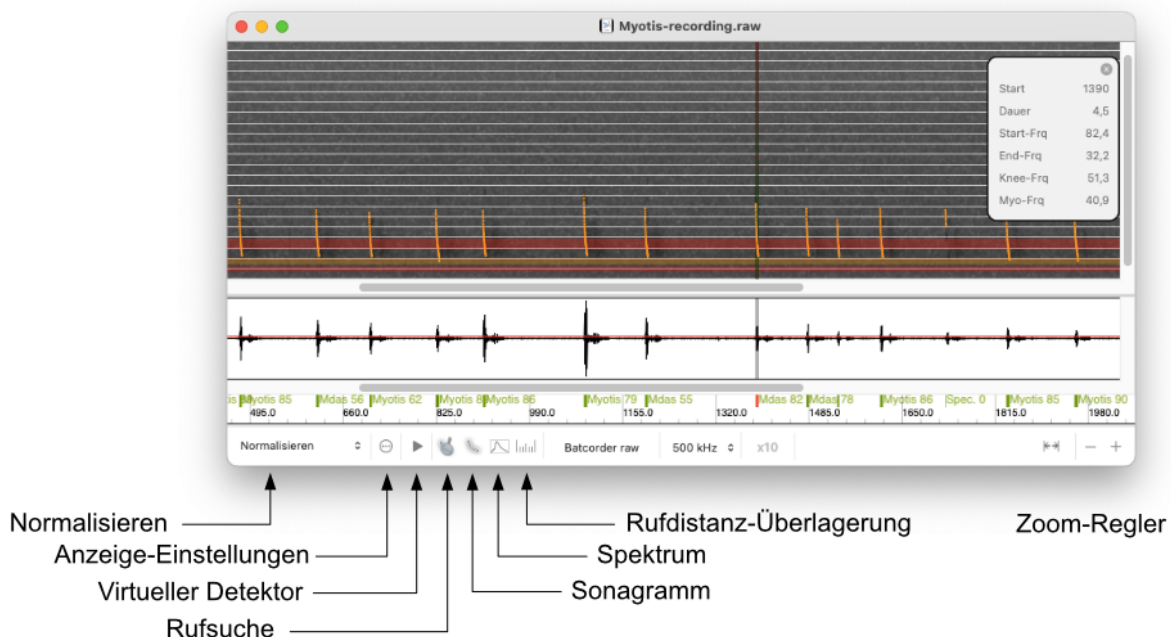 Myotis-recording.raw
Start 1390
Dauer 4,5
Start-Frq 82,4
End-Frq 32,2
Knee-Frq 51,3
Myo-Frq 40,9
Myotis 85 Mdas 56 Myotis 62 Myotis 86 Myotis 79 Mdas 55 Mdas 82 Mdas 78 Myotis 86 Spec. 0 Myotis 85 Myotis 90
495.0 660.0 825.0 990.0 1155.0 1320.0 1485.0 1650.0 1815.0 1980.0
Normalisieren Batcorder raw 500 kHz x10 − +
Normalisieren Rufdistanz-Überlagerung Zoom-Regler
Anzeige-Einstellungen Spektrum
Virtueller Detektor Sonagramm
Rufsuche